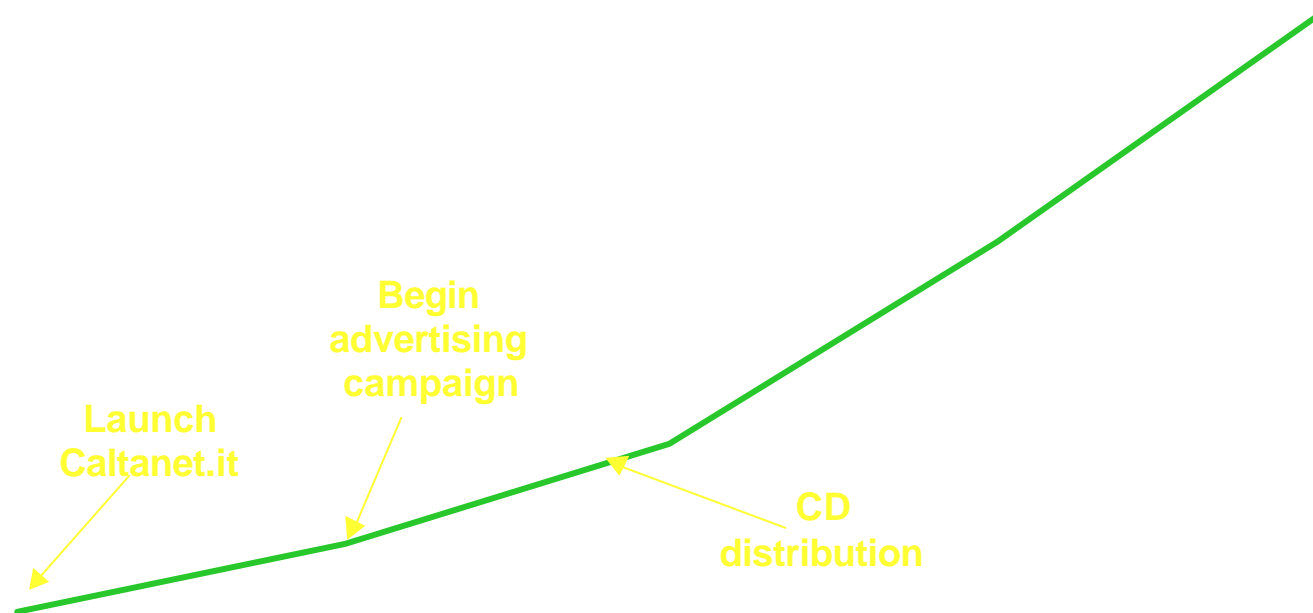 Begin
advertising
campaign
Launch
Caltanet.it
CD
distribution